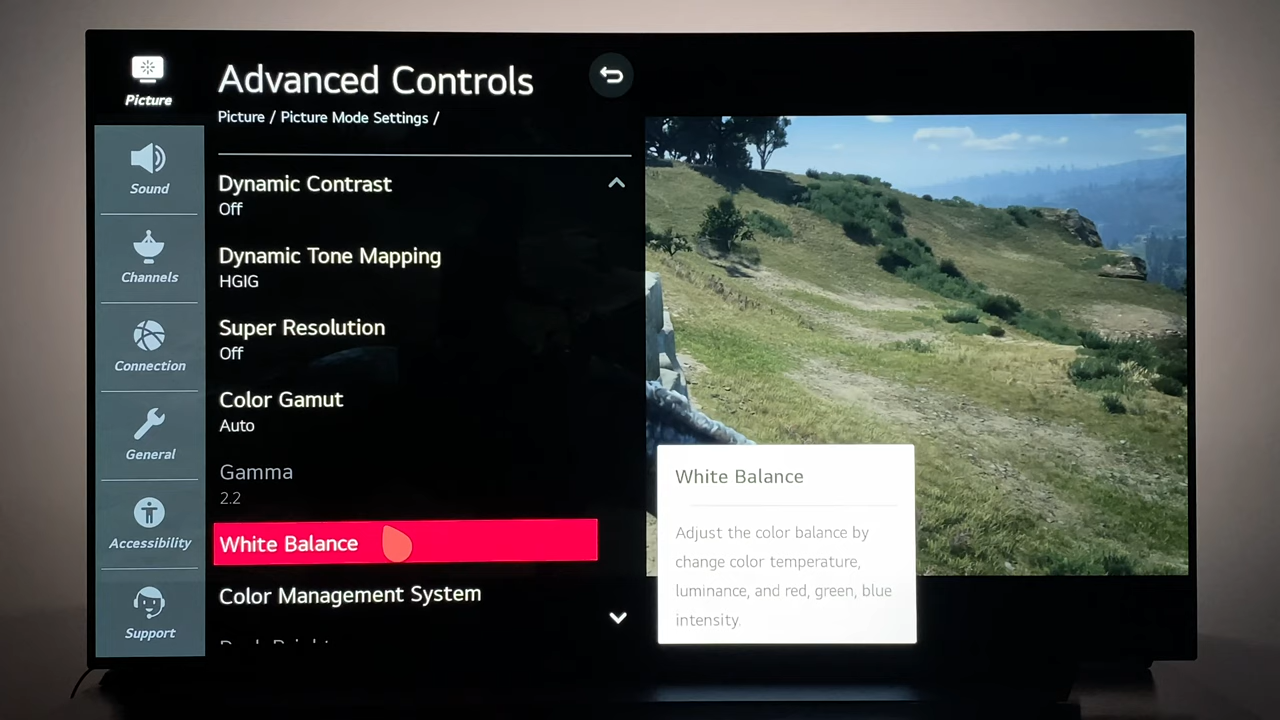 Picture
Sound
Channels
Connection
General
Accessibility
Support
Advanced Controls
Picture / Picture Mode Settings /
Dynamic Contrast
Off
Dynamic Tone Mapping
HGIG
Super Resolution
Off
Color Gamut
Auto
Gamma
2.2
White Balance
Color Management System
White Balance
Adjust the color balance by
change color temperature,
luminance, and red, green, blue
intensity.